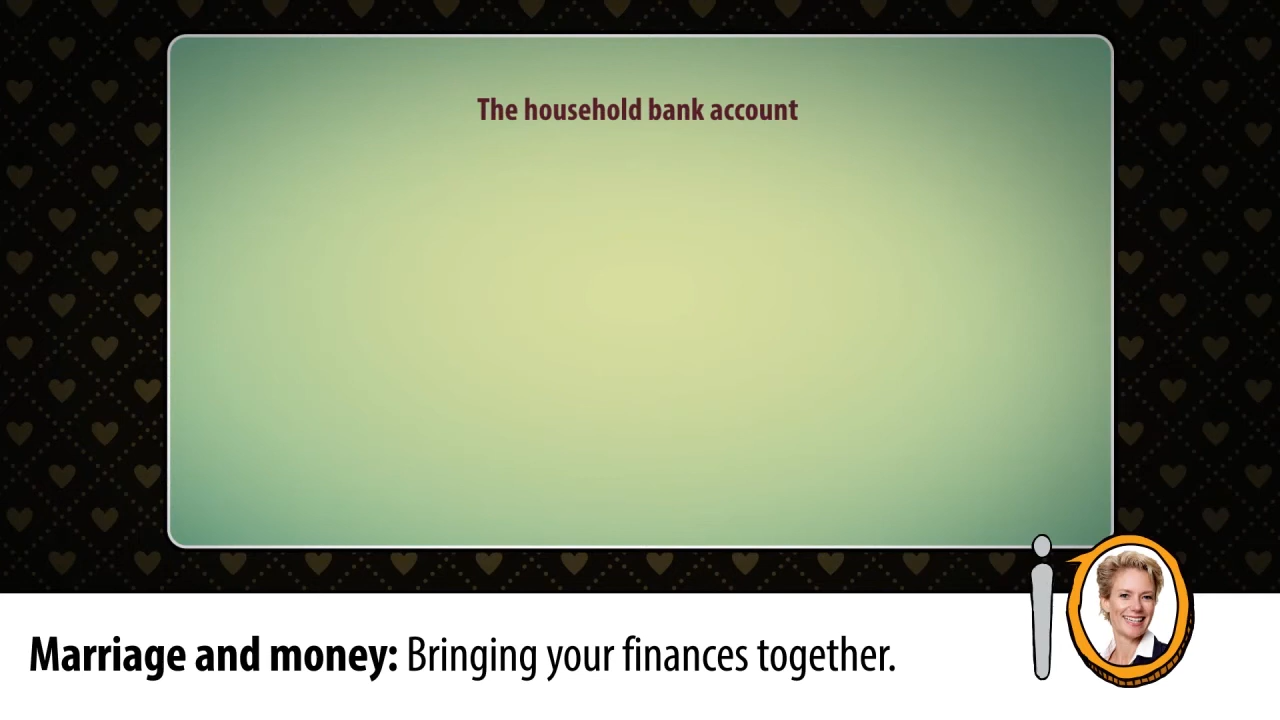 The household bank account
Marriage and money: Bringing your finances together.